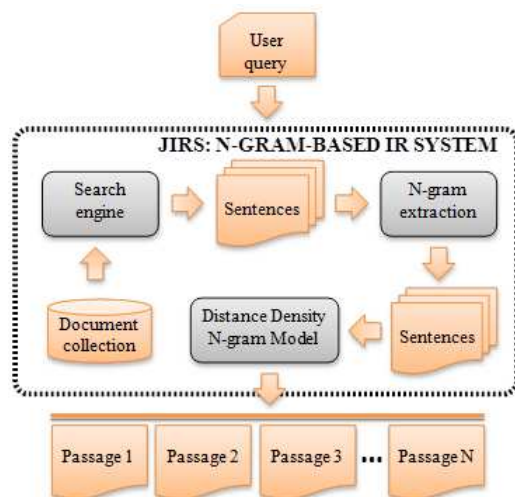 User
query
JIRS: N-GRAM-BASED IR SYSTEM
Search
engine
Sentences
N-gram
extraction
Document
collection
Distance Density
N-gram Model
Sentences
Passage 1
Passage 2
Passage 3
...
Passage N